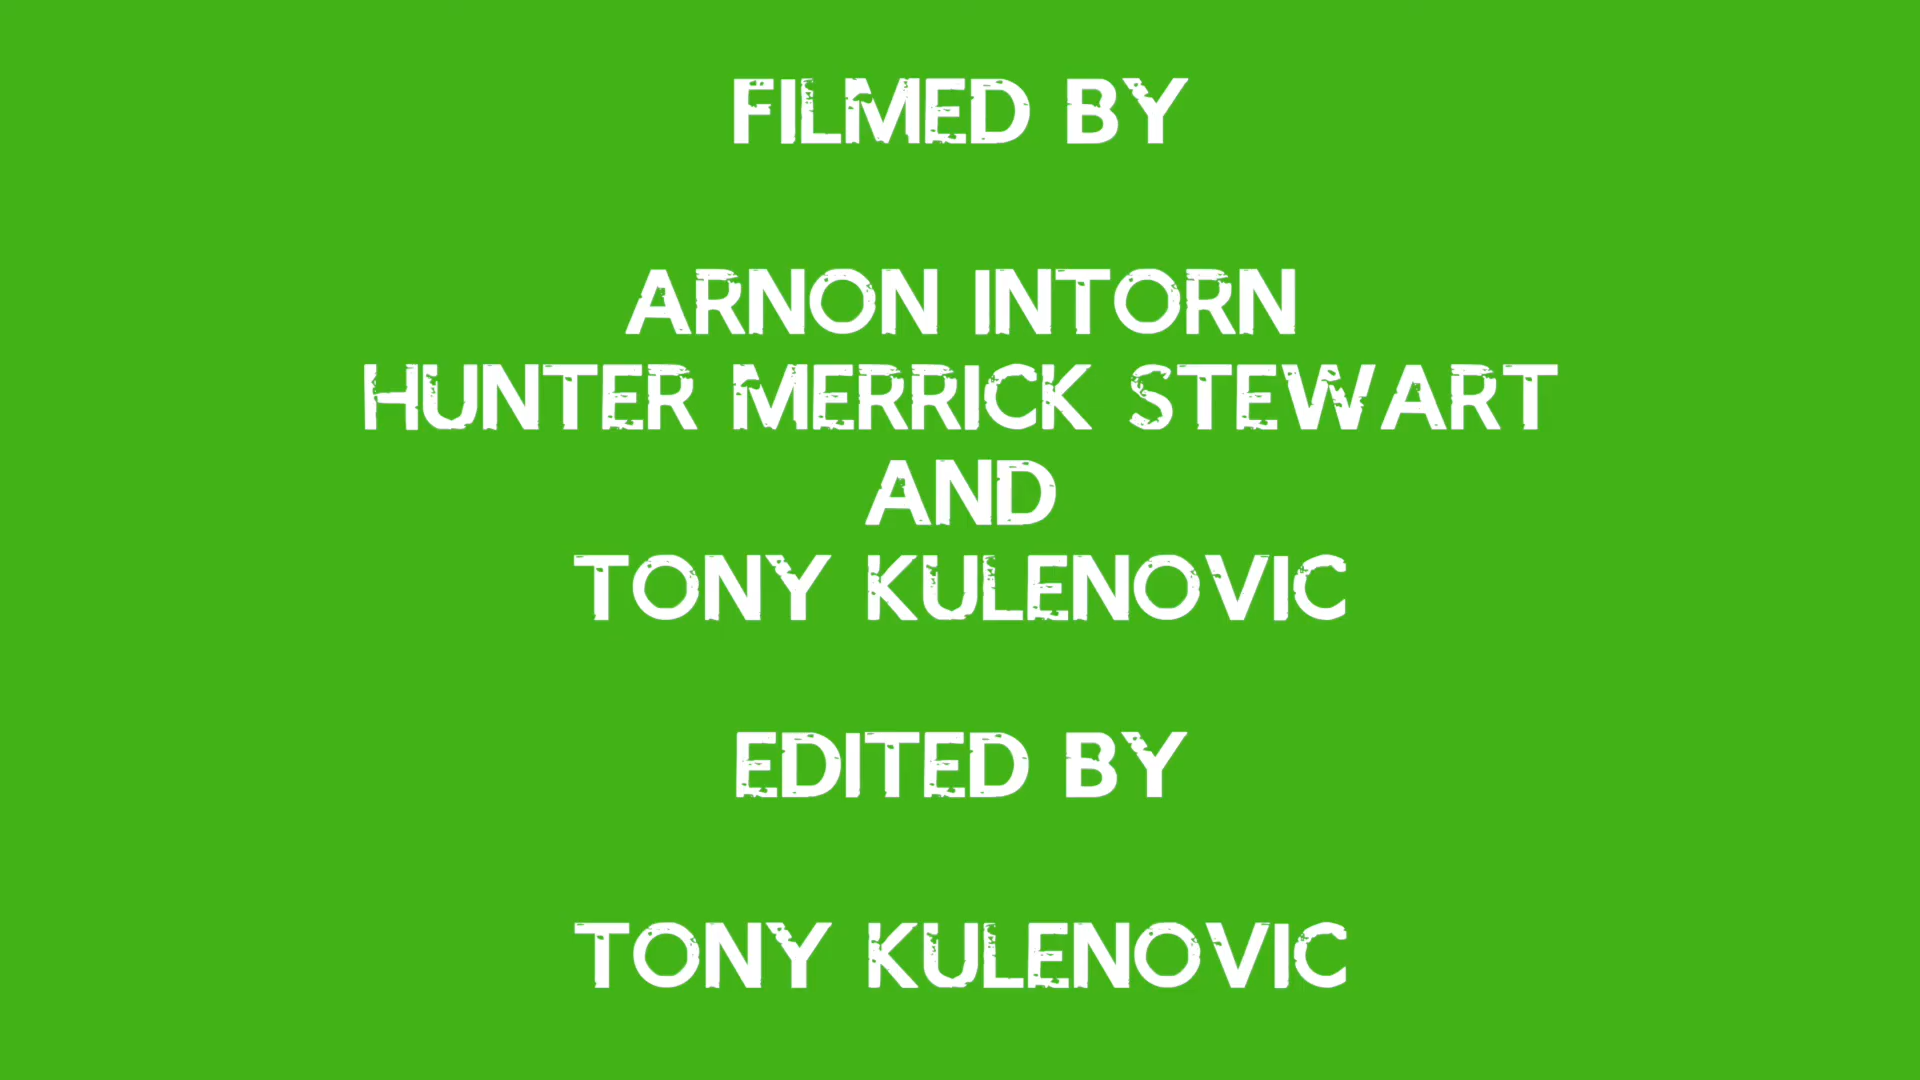 FILMED BY
ARNON INTORN
HUNTER MERRICK STEWART
AND
TONY KULENOVIC
EDITED BY
TONY KULENOVIC